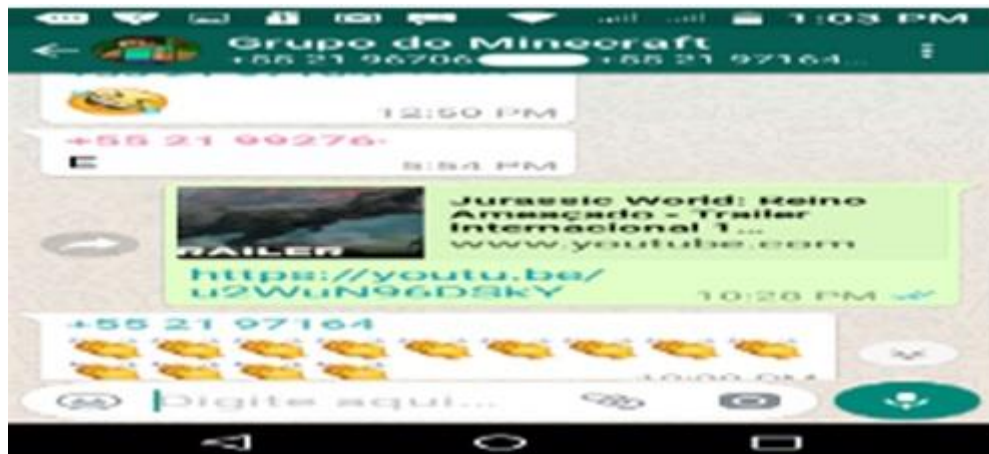 1:03 PM
Grupo do Minecraft
+55 21 96706 +55 21 97164...
12:50 PM
+55 21 99276-
E
5:54 PM
Jurassic World: Reino
Ameaçado - Trailer
Internacional 1...
www.youtube.com
TRAILER
https://youtu.be/
u2WuN96DSkY
10:28 PM
+55 21 97164
Digite aqui...